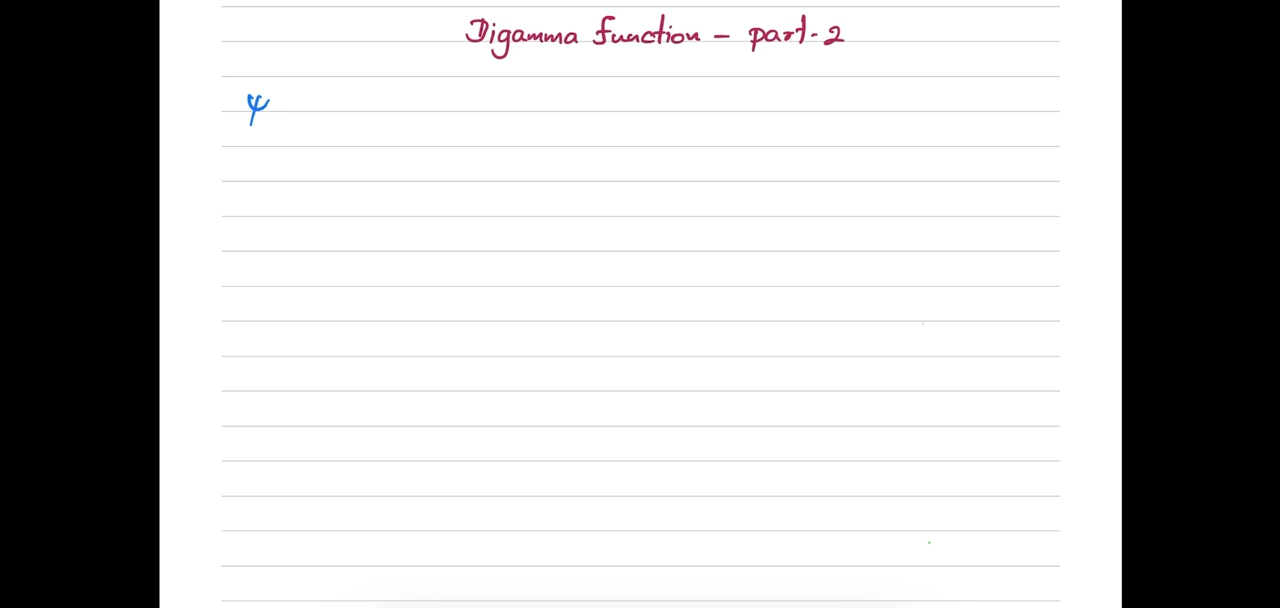 Digamma function - part-2
ψ